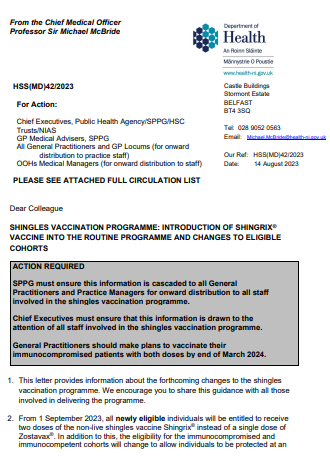 From the Chief Medical Officer
Professor Sir Michael McBride
Department of
Health
An Roinn Sláinte
Männystrie O Poustie
www.health-ni.gov.uk
HSS(MD)42/2023
For Action:
Chief Executives, Public Health Agency/SPPG/HSC
Trusts/NIAS
GP Medical Advisers, SPPG
All General Practitioners and GP Locums (for onward
distribution to practice staff)
OOHs Medical Managers (for onward distribution to staff)
PLEASE SEE ATTACHED FULL CIRCULATION LIST
Castle Buildings
Stormont Estate
BELFAST
BT4 3SQ
Tel: 028 9052 0563
Email: Michael.McBride@health-ni.gov.uk
Our Ref: HSS(MD)42/2023
Date: 14 August 2023
Dear Colleague
SHINGLES VACCINATION PROGRAMME: INTRODUCTION OF SHINGRIX®
VACCINE INTO THE ROUTINE PROGRAMME AND CHANGES TO ELIGIBLE
COHORTS
ACTION REQUIRED
SPPG must ensure this information is cascaded to all General
Practitioners and Practice Managers for onward distribution to all staff
involved in the shingles vaccination programme.
Chief Executives must ensure that this information is drawn to the
attention of all staff involved in the vaccination programme.
General Practitioners should make plans to vaccinate their
immunocompromised patients with both doses by end of March 2024.
1. This letter provides information about the forthcoming changes to the shingles
vaccination programme. We encourage you to share this guidance with all those
involved in delivering the programme.
2. From 1 September 2023, all newly eligible individuals will be entitled to receive
two doses of the non-live shingles vaccine Shingrix® instead of a single dose of
Zostavax®. In addition to this, the eligibility for the immunocompromised and
immunocompetent cohorts will change to allow individuals to be protected at an